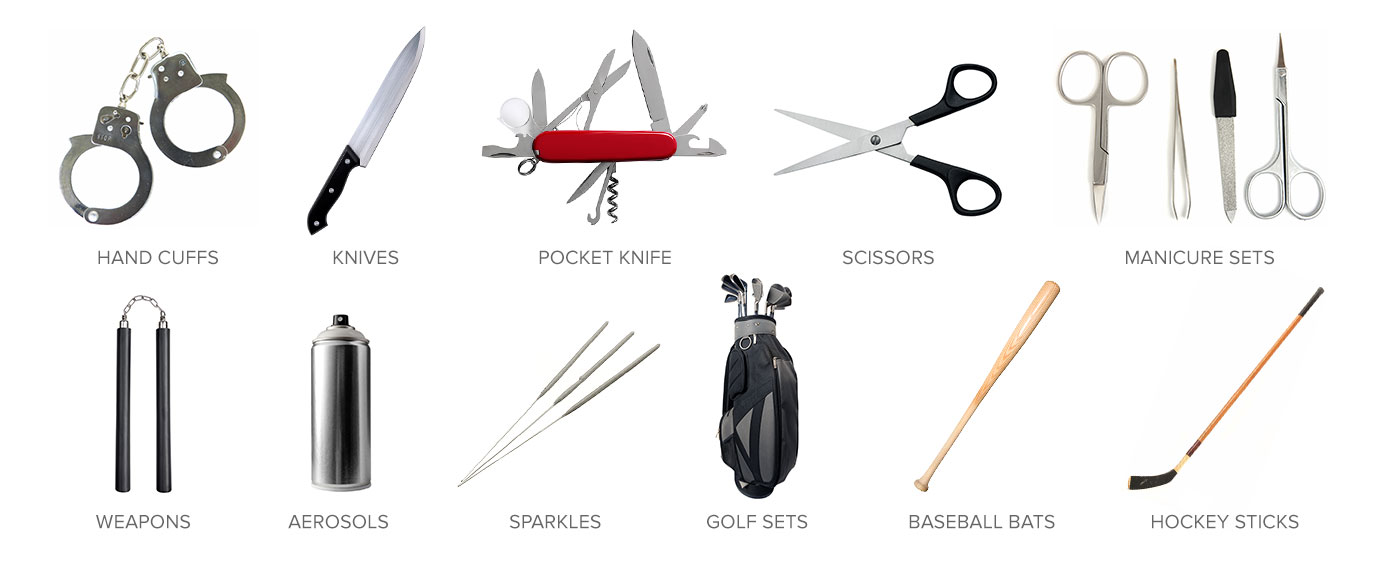 HAND CUFFS
KNIVES
POCKET KNIFE
SCISSORS
MANICURE SETS
WEAPONS
AEROSOLS
SPARKLES
GOLF SETS
BASEBALL BATS
HOCKEY STICKS